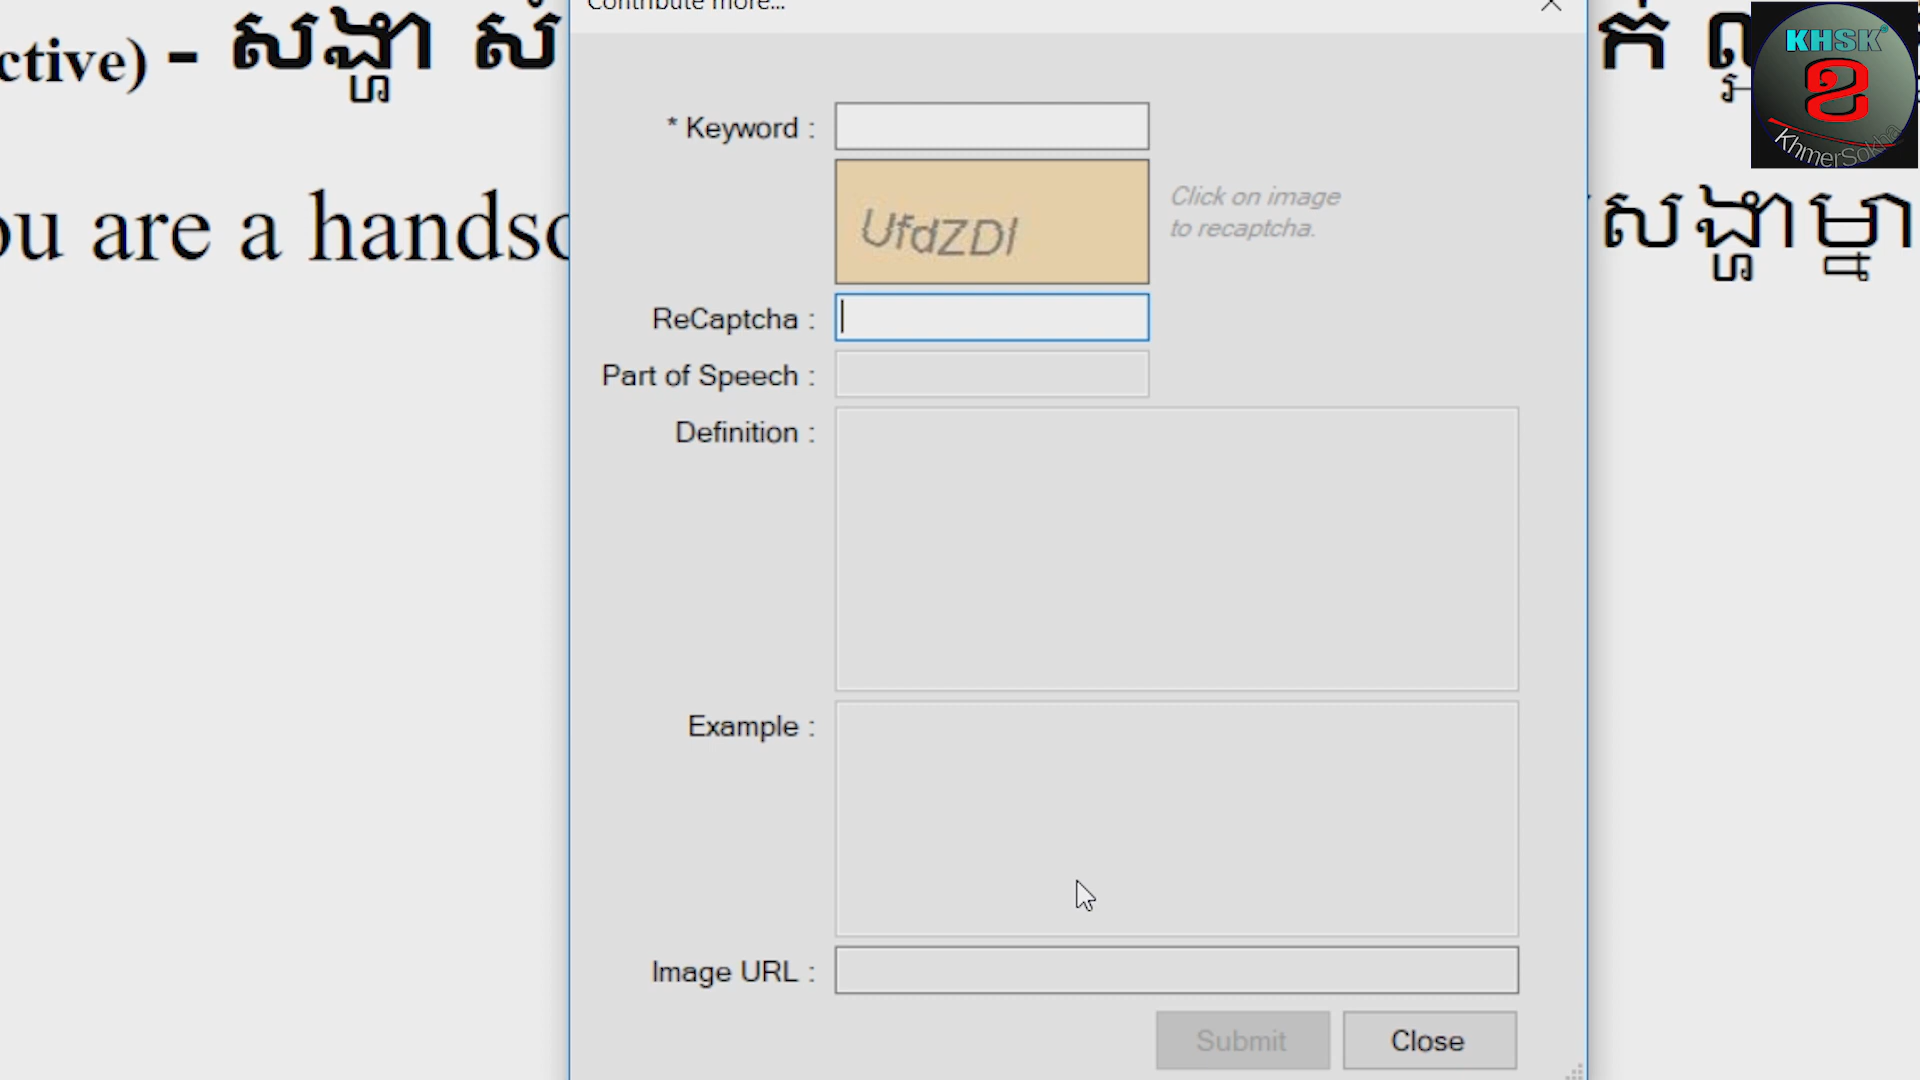 Contribute more...
ctive) - សង្ហា សំ
KHSK
ខ
KhmerSokha
* Keyword :
UfdZDl
Click on image
to recaptcha.
ou are a handso
សង្ហាម្នា
ReCaptcha :
Part of Speech :
Definition :
Example :
Image URL :
Submit
Close